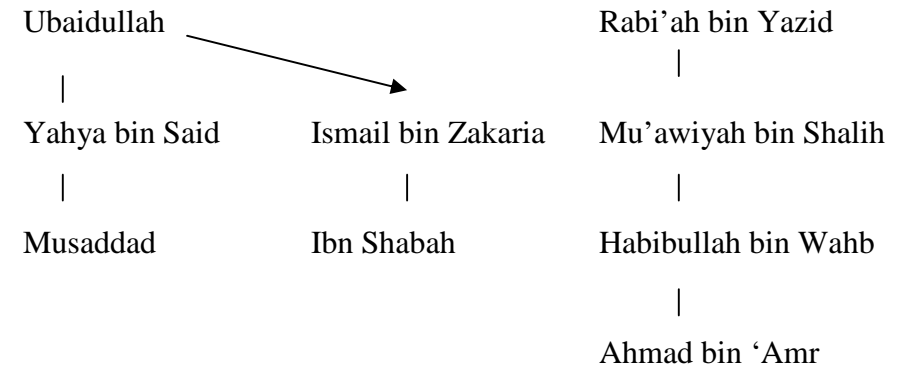 Ubaidullah Rabi’ah bin Yazid
Yahya bin Said Ismail bin Zakaria Mu’awiyah bin Shalih
Musaddad Ibn Shabah Habibullah bin Wahb
Ahmad bin ‘Amr